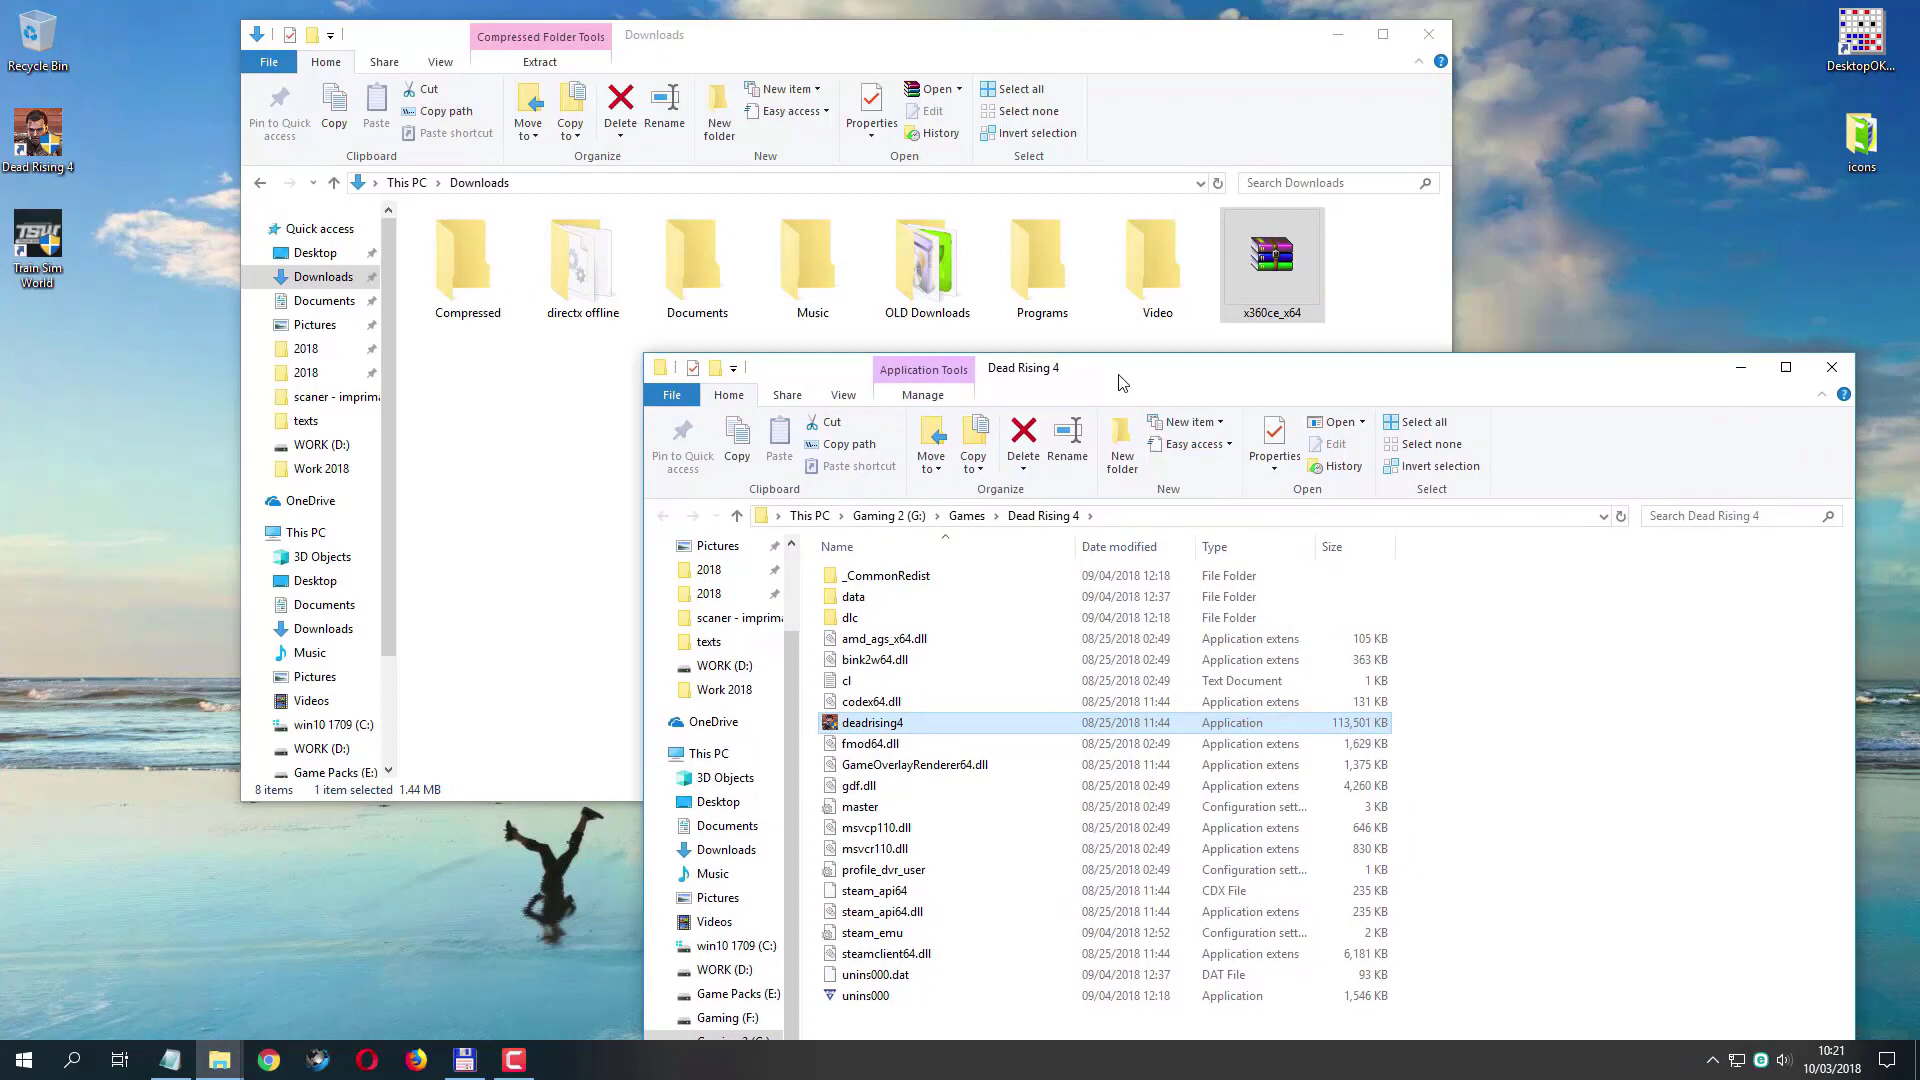 Recycle Bin
Dead Rising 4
Train Sim
World
DesktopOK...
icons
Compressed Folder Tools
Downloads
File
Home
Share
View
Extract
Pin to Quick
access
Copy
Paste
Cut
Copy path
Paste shortcut
Clipboard
Move
to
Copy
to
Delete
Rename
Organize
New
folder
New item
Easy access
New
Properties
Open
Edit
History
Open
Select all
Select none
Invert selection
Select
This PC
Downloads
Search Downloads
Quick access
Desktop
Downloads
Documents
Pictures
2018
2018
scaner - imprima
texts
WORK (D:)
Work 2018
OneDrive
This PC
3D Objects
Desktop
Documents
Downloads
Music
Pictures
Videos
win10 1709 (C:)
WORK (D:)
Game Packs (E:)
Compressed
directx offline
Documents
Music
OLD Downloads
Programs
Video
x360ce_x64
8 items
1 item selected
1.44 MB
Application Tools
Dead Rising 4
File
Home
Share
View
Manage
Pin to Quick
access
Copy
Paste
Cut
Copy path
Paste shortcut
Clipboard
Move
to
Copy
to
Delete
Rename
Organize
New
folder
New item
Easy access
New
Properties
Open
Edit
History
Open
Select all
Select none
Invert selection
Select
This PC
Gaming 2 (G:)
Games
Dead Rising 4
Search Dead Rising 4
Pictures
2018
2018
scaner - imprima
texts
WORK (D:)
Work 2018
OneDrive
This PC
3D Objects
Desktop
Documents
Downloads
Music
Pictures
Videos
win10 1709 (C:)
WORK (D:)
Game Packs (E:)
Gaming (F:)
Name Date modified Type Size
_CommonRedist 09/04/2018 12:18 File Folder
data 09/04/2018 12:37 File Folder
dlc 09/04/2018 12:18 File Folder
amd_ags_x64.dll 08/25/2018 02:49 Application extens 105 KB
bink2w64.dll 08/25/2018 02:49 Application extens 363 KB
cl 08/25/2018 02:49 Text Document 1 KB
codex64.dll 08/25/2018 11:44 Application extens 131 KB
deadrising4 08/25/2018 11:44 Application 113,501 KB
fmod64.dll 08/25/2018 02:49 Application extens 1,629 KB
GameOverlayRenderer64.dll 08/25/2018 11:44 Application extens 1,375 KB
gdf.dll 08/25/2018 02:49 Application extens 4,260 KB
master 08/25/2018 02:49 Configuration sett... 3 KB
msvcp110.dll 08/25/2018 02:49 Application extens 646 KB
msvcr110.dll 08/25/2018 02:49 Application extens 830 KB
profile_dvr_user 08/25/2018 02:49 Configuration sett... 1 KB
steam_api64 08/25/2018 11:44 CDX File 235 KB
steam_api64.dll 08/25/2018 11:44 Application extens 235 KB
steam_emu 09/04/2018 12:52 Configuration sett... 2 KB
steamclient64.dll 08/25/2018 11:44 Application extens 6,181 KB
unins000.dat 09/04/2018 12:37 DAT File 93 KB
unins000 09/04/2018 12:18 Application 1,546 KB
10:21
10/03/2018